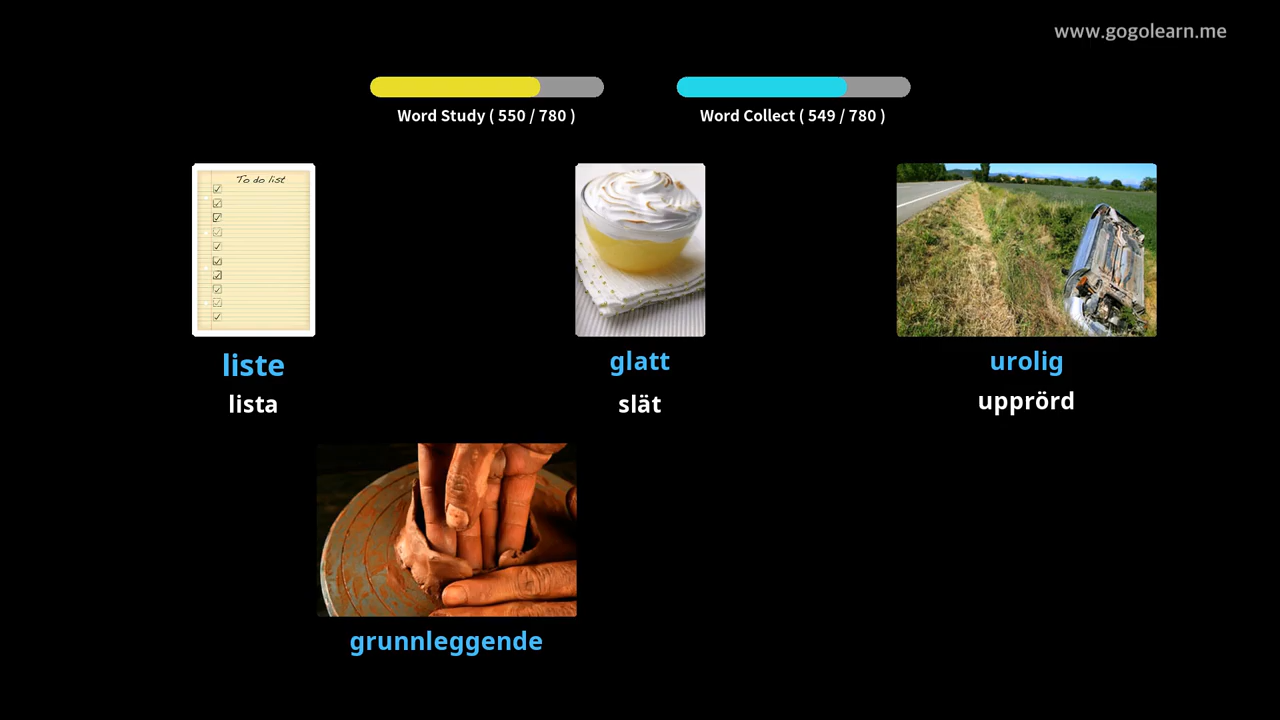 www.gogolearn.me
Word Study ( 550 / 780 )
Word Collect ( 549 / 780 )
To do list
liste
glatt
urolig
lista
slät
upprörd
grunnleggende